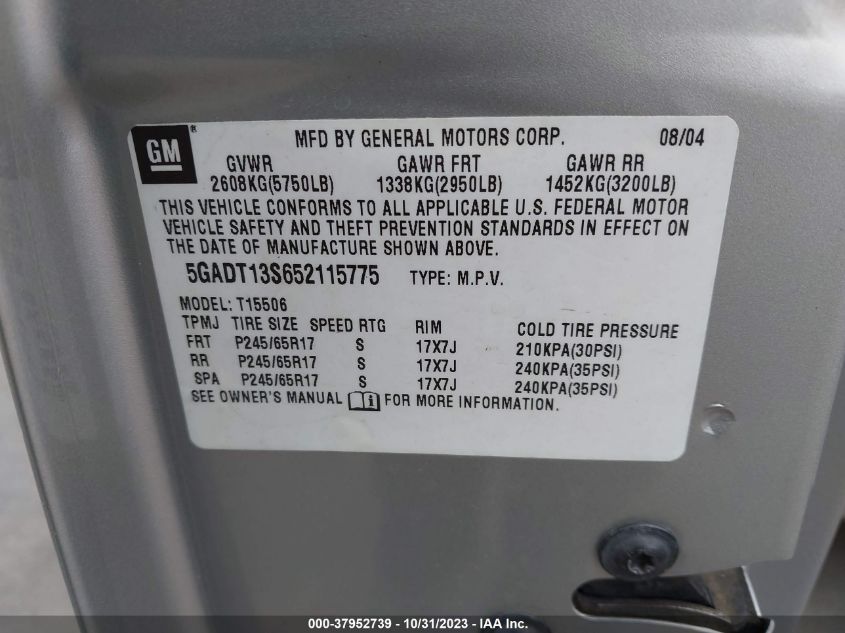 GM ® MFD BY GENERAL MOTORS CORP. 08/04
GVWR GAWR FRT GAWR RR
2608KG(5750LB) 1338KG(2950LB) 1452KG(3200LB)
THIS VEHICLE CONFORMS TO ALL APPLICABLE U.S. FEDERAL MOTOR
VEHICLE SAFETY AND THEFT PREVENTION STANDARDS IN EFFECT ON
THE DATE OF MANUFACTURE SHOWN ABOVE.
5GADT13S652115775 TYPE: M.P.V.
MODEL: T15506
TPMJ TIRE SIZE SPEED RTG RIM COLD TIRE PRESSURE
FRT P245/65R17 S 17X7J 210KPA(30PSI)
RR P245/65R17 S 17X7J 240KPA(35PSI)
SPA P245/65R17 S 17X7J 240KPA(35PSI)
SEE OWNER'S MANUAL i FOR MORE INFORMATION.
000-37952739 - 10/31/2023 - IAA Inc.